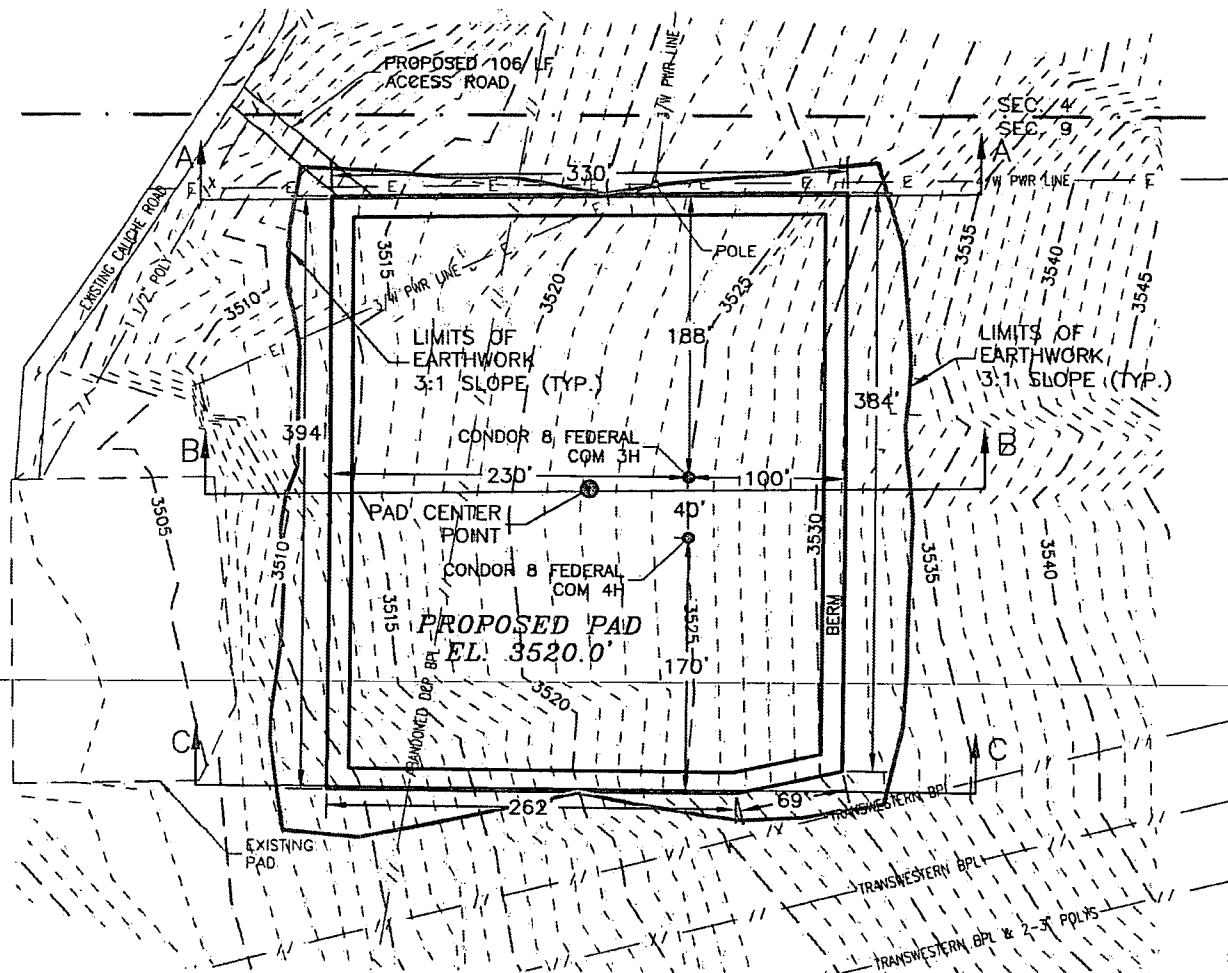 PROPOSED 106 LF
ACCESS ROAD
3/W PWR LINE
SEC. 4
SEC. 9
A
A
330'
E
E
E
E
E
E
E
E
3/W PWR LINE
E
EXISTING CALICHE ROAD
1 1/2" POLY
POLE
3515
3520
3525
3535
3540
3545
3510
3/W PWR LINE
E
E
E
LIMITS OF
EARTHWORK
3:1 SLOPE (TYP.)
188'
LIMITS OF
EARTHWORK
3:1 SLOPE (TYP.)
394'
384'
B
B
CONDOR 8 FEDERAL
COM 3H
230'
100'
40'
PAD CENTER
POINT
3505
3510
3530
3535
3540
CONDOR 8 FEDERAL
COM 4H
3515
3525
BERM
PROPOSED PAD
EL. 3520.0'
170'
ABANDONED DCP BPL
3520
C
C
262'
69'
TRANSWESTERN BPL
EXISTING
PAD
TRANSWESTERN BPL
TRANSWESTERN BPL & 2-3" POLYS